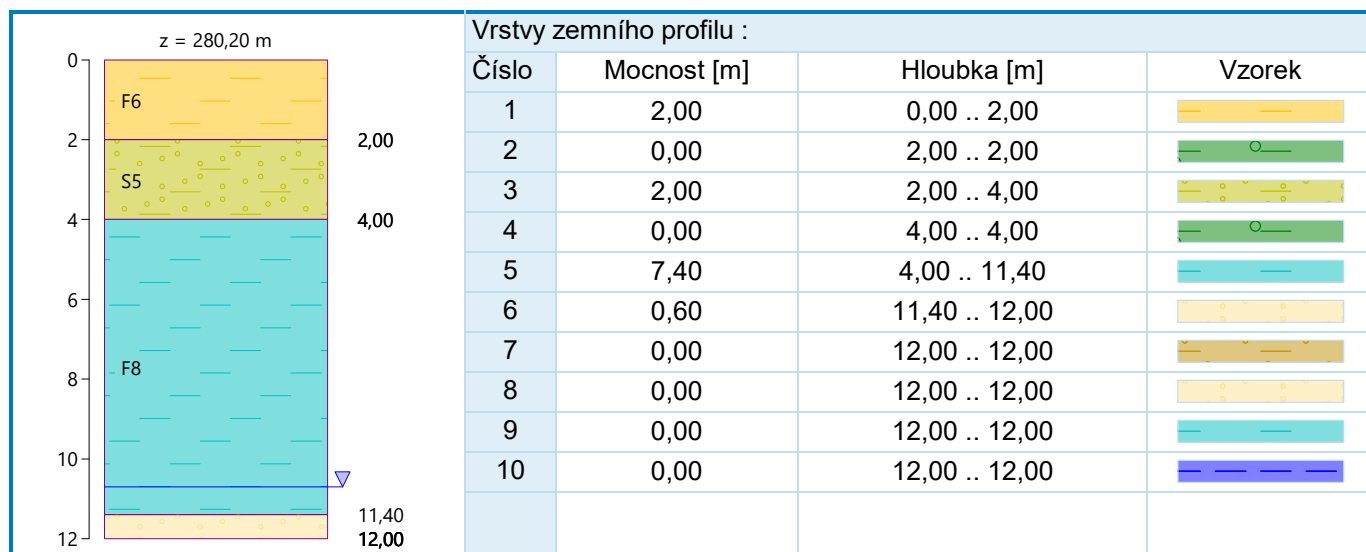 z = 280,20 m
0
2
4
6
8
10
12
F6
S5
F8
2,00
4,00
11,40
12,00
Vrstvy zemního profilu :
Číslo Mocnost [m] Hloubka [m] Vzorek
1 2,00 0,00 .. 2,00
2 0,00 2,00 .. 2,00
3 2,00 2,00 .. 4,00
4 0,00 4,00 .. 4,00
5 7,40 4,00 .. 11,40
6 0,60 11,40 .. 12,00
7 0,00 12,00 .. 12,00
8 0,00 12,00 .. 12,00
9 0,00 12,00 .. 12,00
10 0,00 12,00 .. 12,00